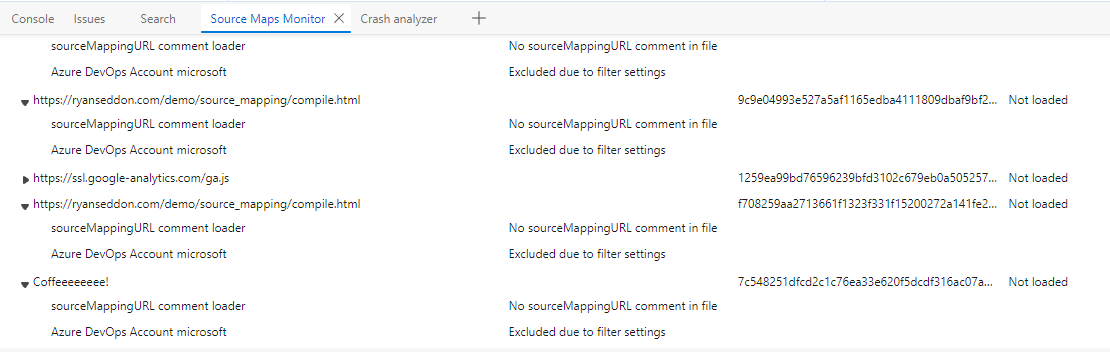 Console Issues Search Source Maps Monitor Crash analyzer
sourceMappingURL comment loader No sourceMappingURL comment in file
Azure DevOps Account microsoft Excluded due to filter settings
https://ryanseddon.com/demo/source_mapping/compile.html 9c9e04993e527a5af1165edba4111809dbaf9bf2... Not loaded
sourceMappingURL comment loader No sourceMappingURL comment in file
Azure DevOps Account microsoft Excluded due to filter settings
https://ssl.google-analytics.com/ga.js 1259ea99bd76596239bfd3102c679eb0a505257... Not loaded
https://ryanseddon.com/demo/source_mapping/compile.html f708259aa2713661f1323f331f15200272a141fe2... Not loaded
sourceMappingURL comment loader No sourceMappingURL comment in file
Azure DevOps Account microsoft Excluded due to filter settings
Coffeeeeeeee! 7c548251dfcd2c1c76ea33e620f5dcdf316ac07a... Not loaded
sourceMappingURL comment loader No sourceMappingURL comment in file
Azure DevOps Account microsoft Excluded due to filter settings